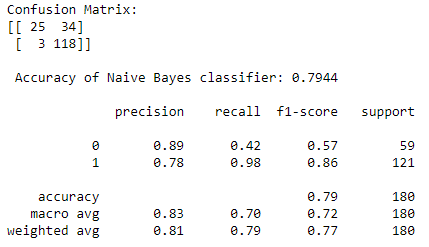 Confusion Matrix:
[[ 25  34]
 [  3 118]]
Accuracy of Naive Bayes classifier: 0.7944
precision    recall  f1-score   support
0       0.89      0.42      0.57        59
1       0.78      0.98      0.86       121
accuracy                           0.79       180
macro avg       0.83      0.70      0.72       180
weighted avg       0.81      0.79      0.77       180